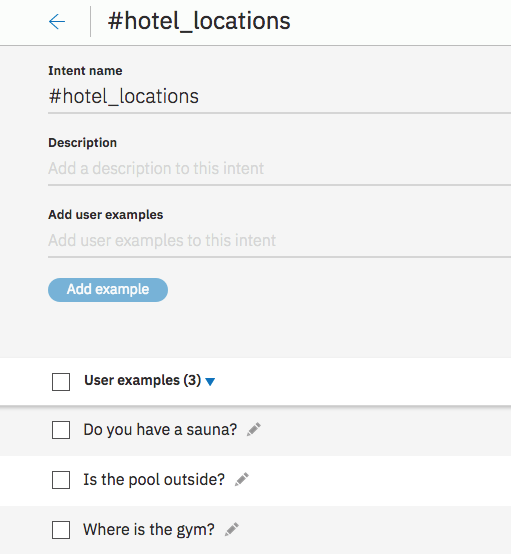 #hotel_locations
Intent name
#hotel_locations
Description
Add a description to this intent
Add user examples
Add user examples to this intent
Add example
User examples (3)
Do you have a sauna?
Is the pool outside?
Where is the gym?